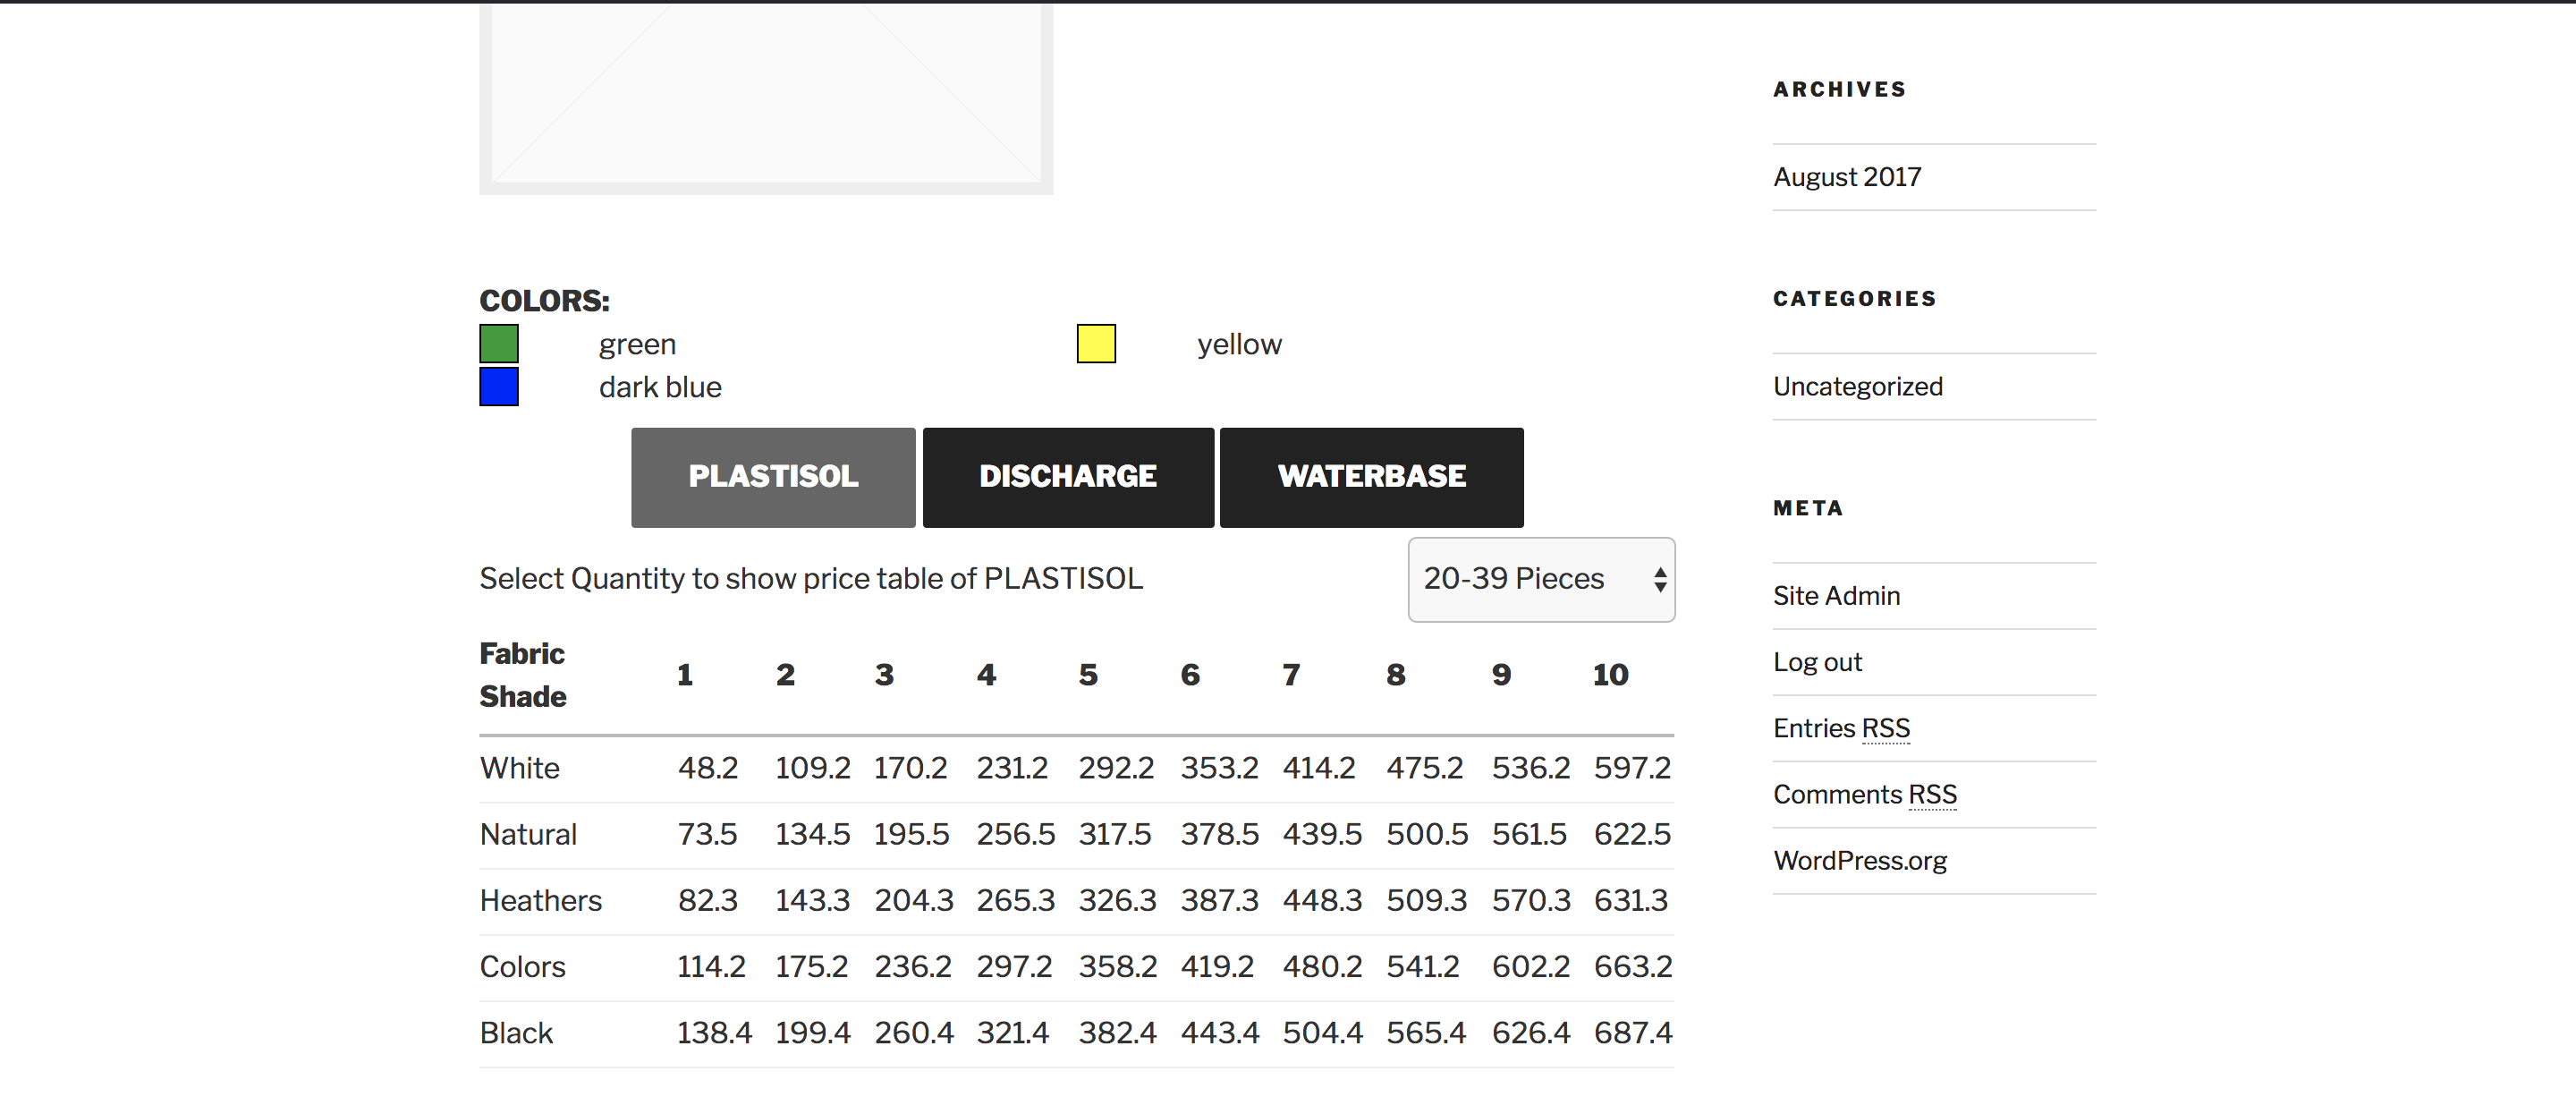 COLORS:
green yellow
dark blue
PLASTISOL DISCHARGE WATERBASE
Select Quantity to show price table of PLASTISOL 20-39 Pieces
Fabric Shade 1 2 3 4 5 6 7 8 9 10
White 48.2 109.2 170.2 231.2 292.2 353.2 414.2 475.2 536.2 597.2
Natural 73.5 134.5 195.5 256.5 317.5 378.5 439.5 500.5 561.5 622.5
Heathers 82.3 143.3 204.3 265.3 326.3 387.3 448.3 509.3 570.3 631.3
Colors 114.2 175.2 236.2 297.2 358.2 419.2 480.2 541.2 602.2 663.2
Black 138.4 199.4 260.4 321.4 382.4 443.4 504.4 565.4 626.4 687.4
ARCHIVES
August 2017
CATEGORIES
Uncategorized
META
Site Admin
Log out
Entries RSS
Comments RSS
WordPress.org